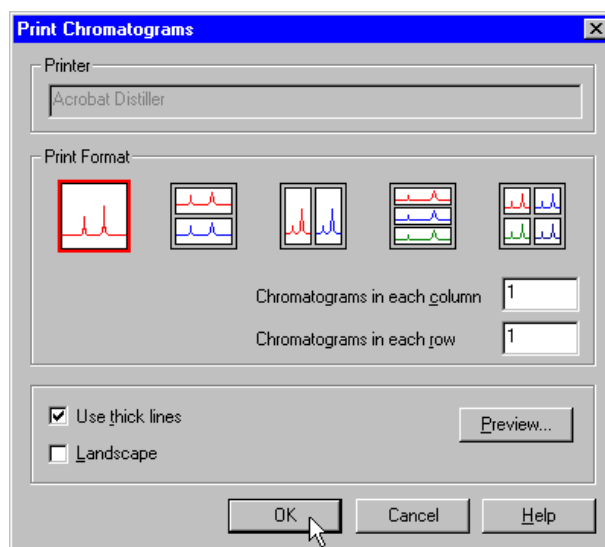 Print Chromatograms
Printer
Acrobat Distiller
Print Format
Chromatograms in each column 1
Chromatograms in each row 1
Use thick lines
Preview...
Landscape
OK Cancel Help